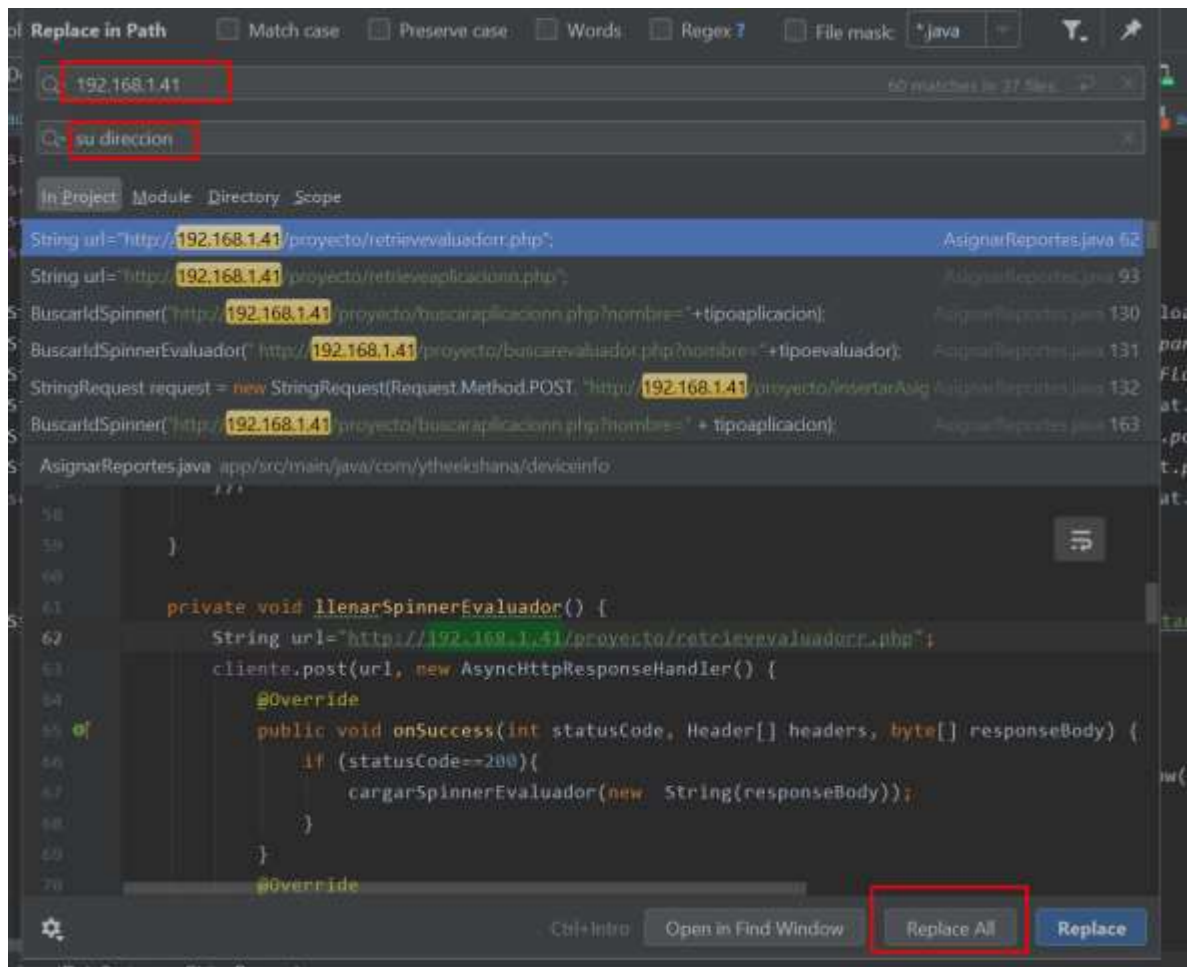 Replace in Path Match case Preserve case Words Regex ? File mask: *.java
192.168.1.41 60 matches in 37 files
su direccion
In Project Module Directory Scope
String url="http://192.168.1.41/proyecto/retrievevaluadorr.php"; AsignarReportes.java 62
String url="http://192.168.1.41/proyecto/retrieveaplicacionn.php"; AsignarReportes.java 93
BuscarIdSpinner("http://192.168.1.41/proyecto/buscaraplicacionn.php?nombre="+tipoaplicacion); AsignarReportes.java 130
BuscarIdSpinnerEvaluador(" http://192.168.1.41/proyecto/buscarevaluador.php?nombre="+tipoevaluador); AsignarReportes.java 131
StringRequest request = new StringRequest(Request.Method.POST, "http://192.168.1.41/proyecto/insertarAsig AsignarReportes.java 132
BuscarIdSpinner("http://192.168.1.41/proyecto/buscaraplicacionn.php?nombre=" + tipoaplicacion); AsignarReportes.java 163
AsignarReportes.java app/src/main/java/com/ytheekshana/deviceinfo
58
59 }
60
61 private void llenarSpinnerEvaluador() {
62 String url="http://192.168.1.41/proyecto/retrievevaluadorr.php";
63 cliente.post(url, new AsyncHttpResponseHandler() {
64 @Override
65 public void onSuccess(int statusCode, Header[] headers, byte[] responseBody) {
66 if (statusCode==200){
67 cargarSpinnerEvaluador(new String(responseBody));
68 }
69 }
70 @Override
Ctrl+Intro Open in Find Window Replace All Replace